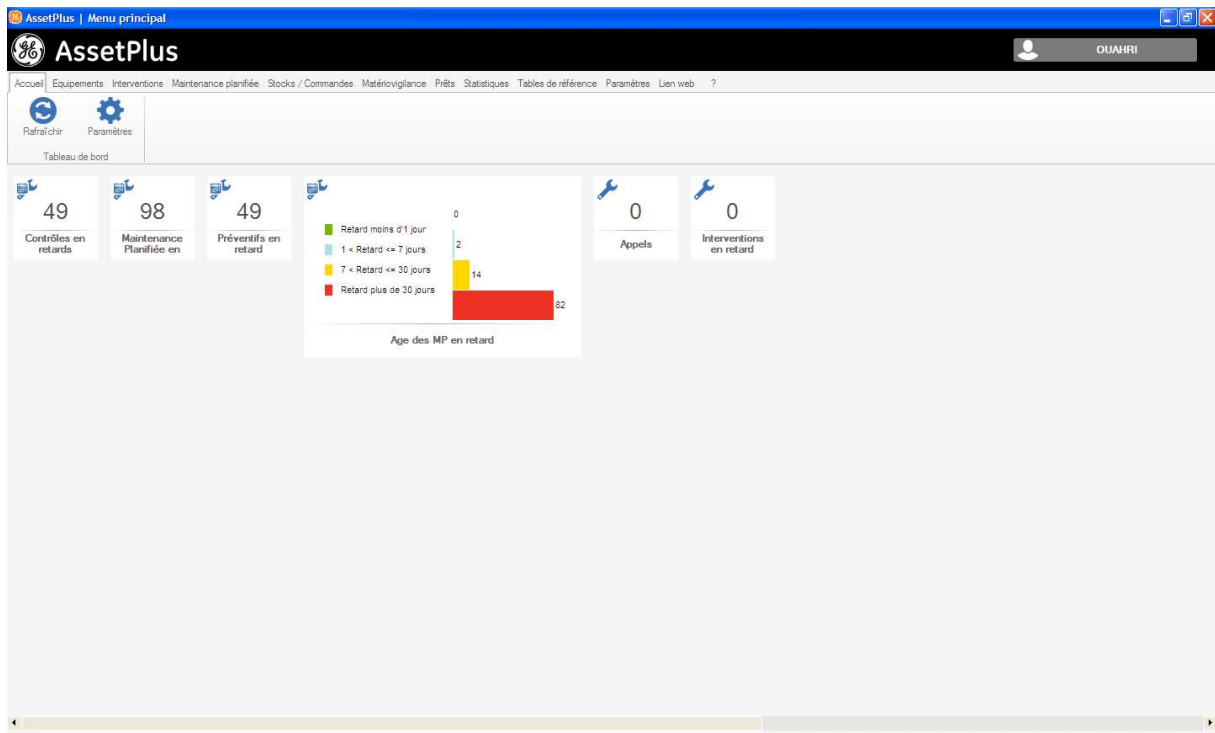 AssetPlus | Menu principal
AssetPlus
OUAHRI
Accueil Equipements Interventions Maintenance planifiée Stocks / Commandes Matériovigilance Prêts Statistiques Tables de référence Paramètres Lien web ?
Rafraîchir Paramètres
Tableau de bord
49
Contrôles en
retards
98
Maintenance
Planifiée en
49
Préventifs en
retard
0
Retard moins d'1 jour
1 < Retard <= 7 jours 2
7 < Retard <= 30 jours 14
Retard plus de 30 jours 82
Age des MP en retard
0
Appels
0
Interventions
en retard